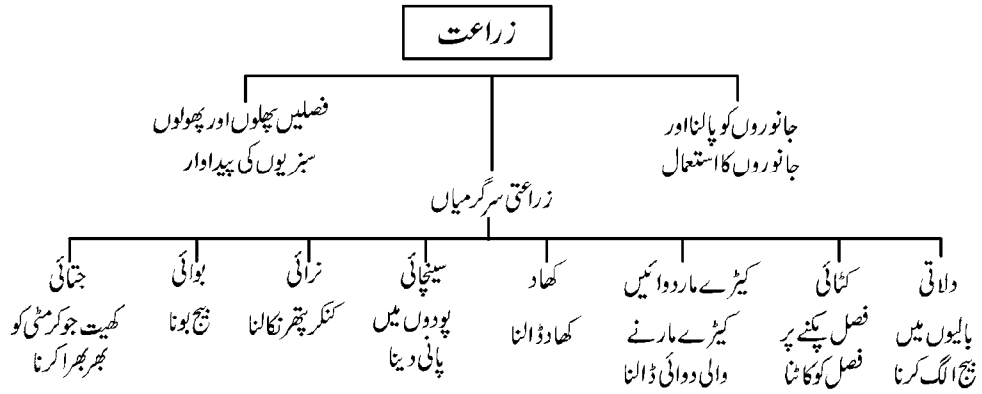 زراعت
جانوروں کو پالنا اور
جانوروں کا استعمال
فصلیں پھلوں اور پھولوں
سبزیوں کی پیداوار
زراعتی سرگرمیاں
دلاتی
بالیوں میں
بیج الگ کرنا
کٹائی
فصل پکنے پر
فصل کو کاٹنا
کیڑے مار دوائیں
کیڑے مارنے
والی دوائی ڈالنا
کھاد
کھاد ڈالنا
سینچائی
پودوں میں
پانی دینا
نرائی
کنکر پتھر نکالنا
بوائی
بیج بونا
جتائی
کھیت جو کر مٹی کو
بھر بھرا کرنا